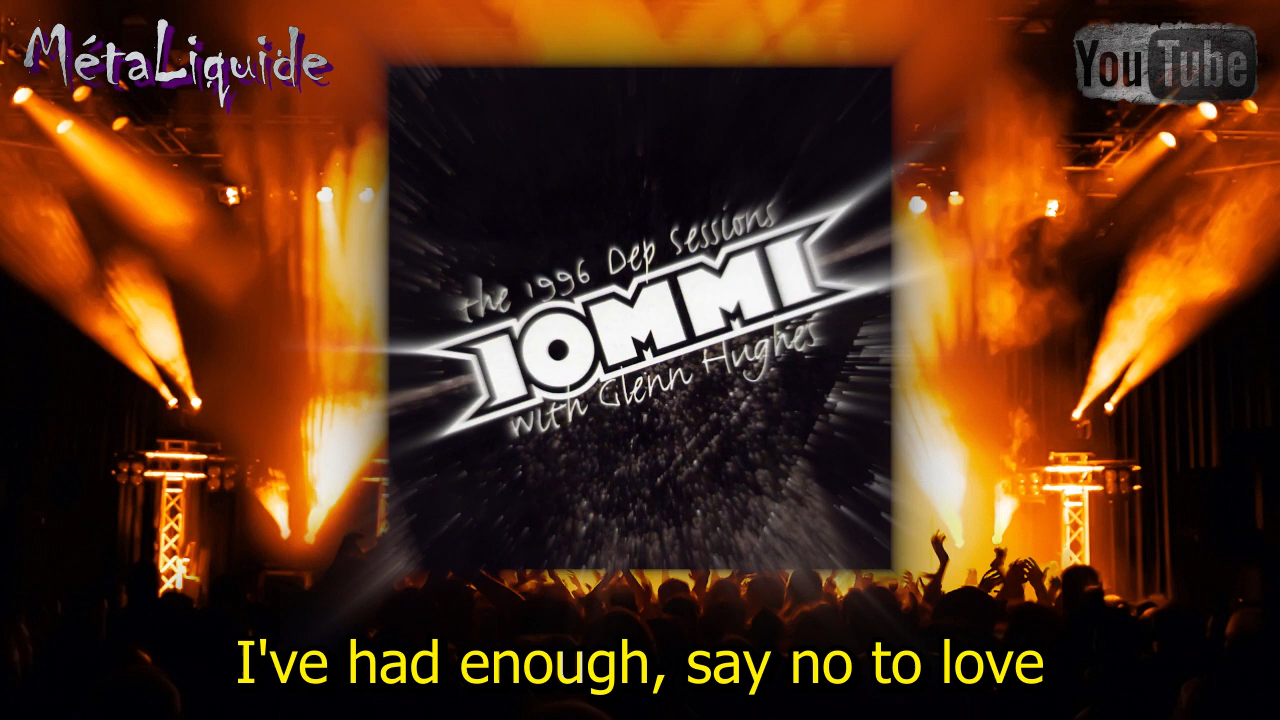 MétaLiquide
YouTube
the 1996 Dep Sessions
IOMMI
with Glenn Hughes
I've had enough, say no to love